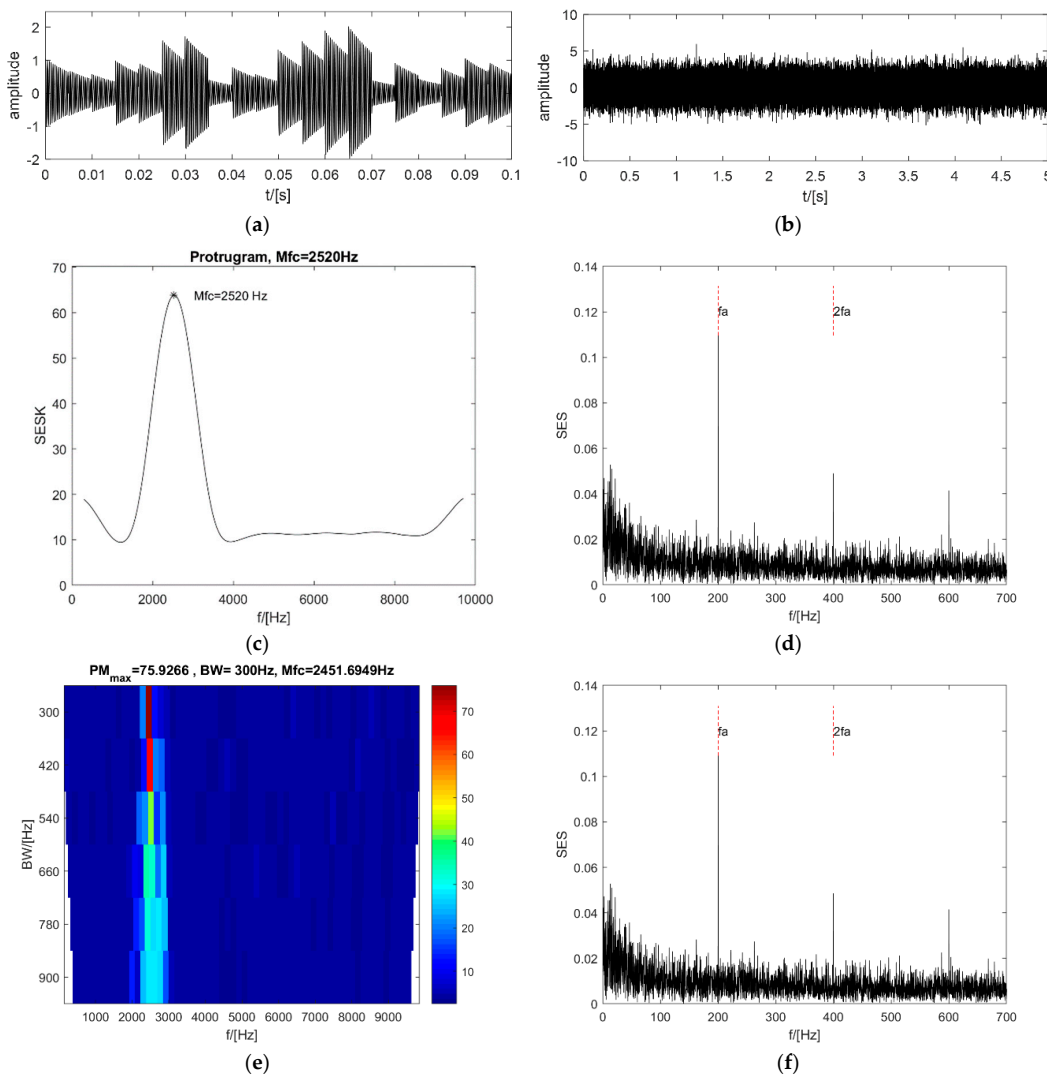 2
1
0
-1
-2
amplitude
0 0.01 0.02 0.03 0.04 0.05 0.06 0.07 0.08 0.09 0.1
t/[s]
(a)
10
5
0
-5
-10
amplitude
0 0.5 1 1.5 2 2.5 3 3.5 4 4.5 5
t/[s]
(b)
Protrugram, Mfc=2520Hz
70
60
50
40
30
20
10
0
SESK
Mfc=2520 Hz
0 2000 4000 6000 8000 10000
f/[Hz]
(c)
0.14
0.12
0.1
0.08
0.06
0.04
0.02
0
SES
fa
2fa
0 100 200 300 400 500 600 700
f/[Hz]
(d)
PMmax=75.9266 , BW= 300Hz, Mfc=2451.6949Hz
300
420
540
660
780
900
BW/[Hz]
1000 2000 3000 4000 5000 6000 7000 8000 9000
f/[Hz]
70
60
50
40
30
20
10
(e)
0.14
0.12
0.1
0.08
0.06
0.04
0.02
0
SES
fa
2fa
0 100 200 300 400 500 600 700
f/[Hz]
(f)